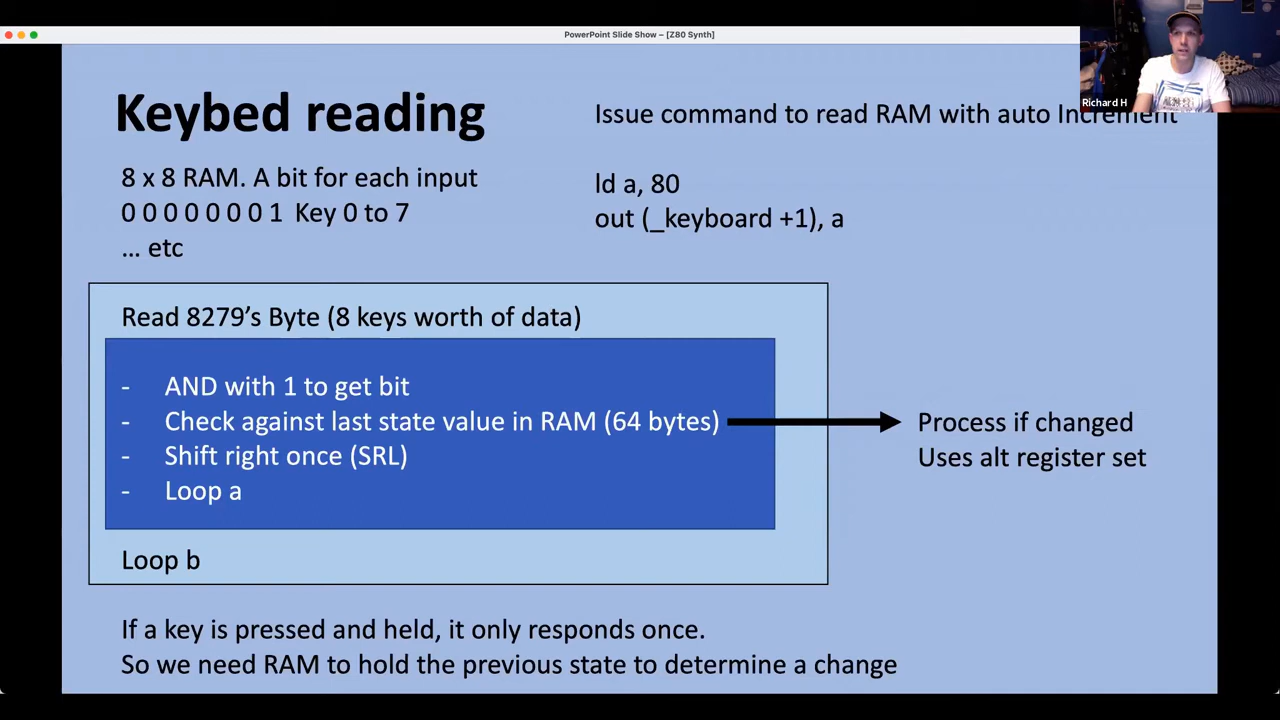 PowerPoint Slide Show – [Z80 Synth]
Richard H
Keybed reading
8 x 8 RAM. A bit for each input
0 0 0 0 0 0 0 1 Key 0 to 7
... etc
Issue command to read RAM with auto Increment
ld a, 80
out (_keyboard +1), a
Read 8279’s Byte (8 keys worth of data)
- AND with 1 to get bit
- Check against last state value in RAM (64 bytes)
- Shift right once (SRL)
- Loop a
Loop b
Process if changed
Uses alt register set
If a key is pressed and held, it only responds once.
So we need RAM to hold the previous state to determine a change